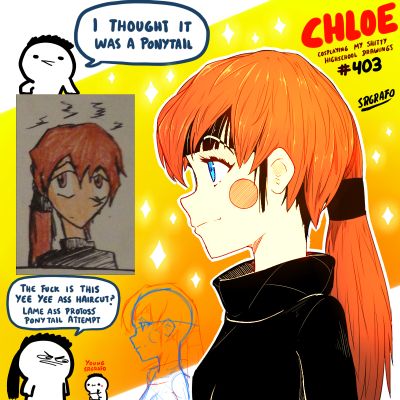 I THOUGHT IT
WAS A PONYTAIL
CHLOE
COSPLAYING MY SHITTY
HIGHSCHOOL DRAWINGS
#403
SRGRAFO
THE FUCK IS THIS
YEE YEE ASS HAIRCUT?
LAME ASS PROTOSS
PONYTAIL ATTEMPT
YOUNG
SRGRAFO